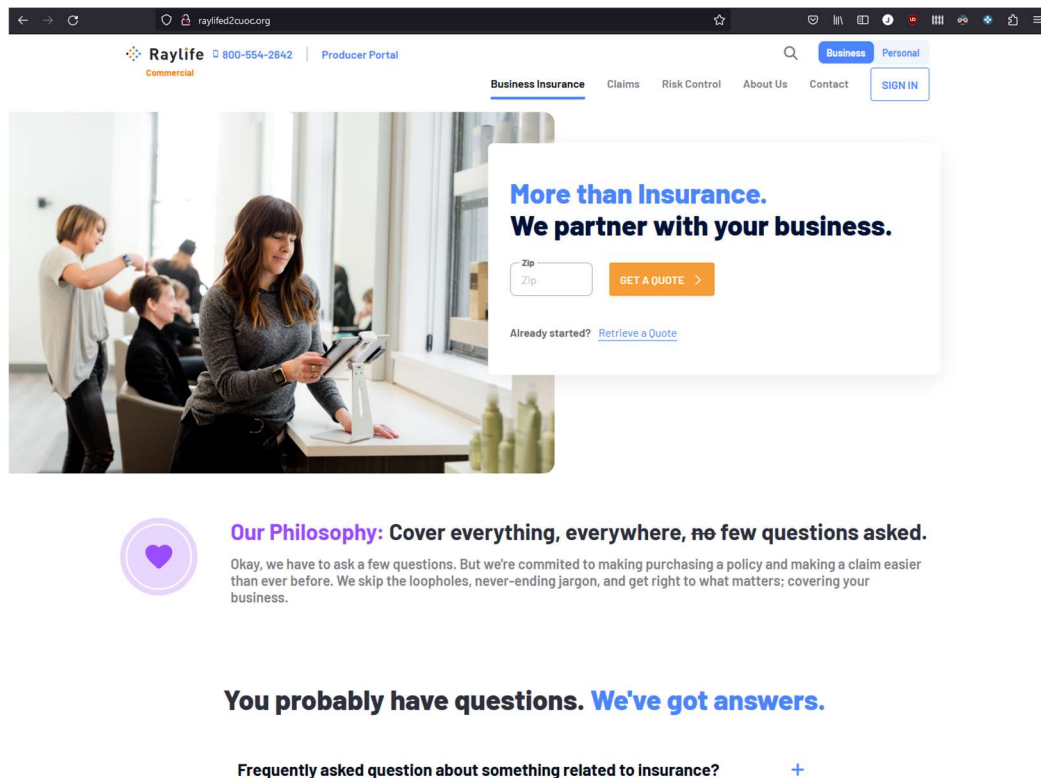 raylifed2cuoc.org
Raylife 800-554-2642 Producer Portal Business Personal
Commercial
Business Insurance Claims Risk Control About Us Contact SIGN IN
More than Insurance.
We partner with your business.
Zip
Zip GET A QUOTE
Already started? Retrieve a Quote
Our Philosophy: Cover everything, everywhere, no few questions asked.
Okay, we have to ask a few questions. But we're commited to making purchasing a policy and making a claim easier
than ever before. We skip the loopholes, never-ending jargon, and get right to what matters; covering your
business.
You probably have questions. We've got answers.
Frequently asked question about something related to insurance? +